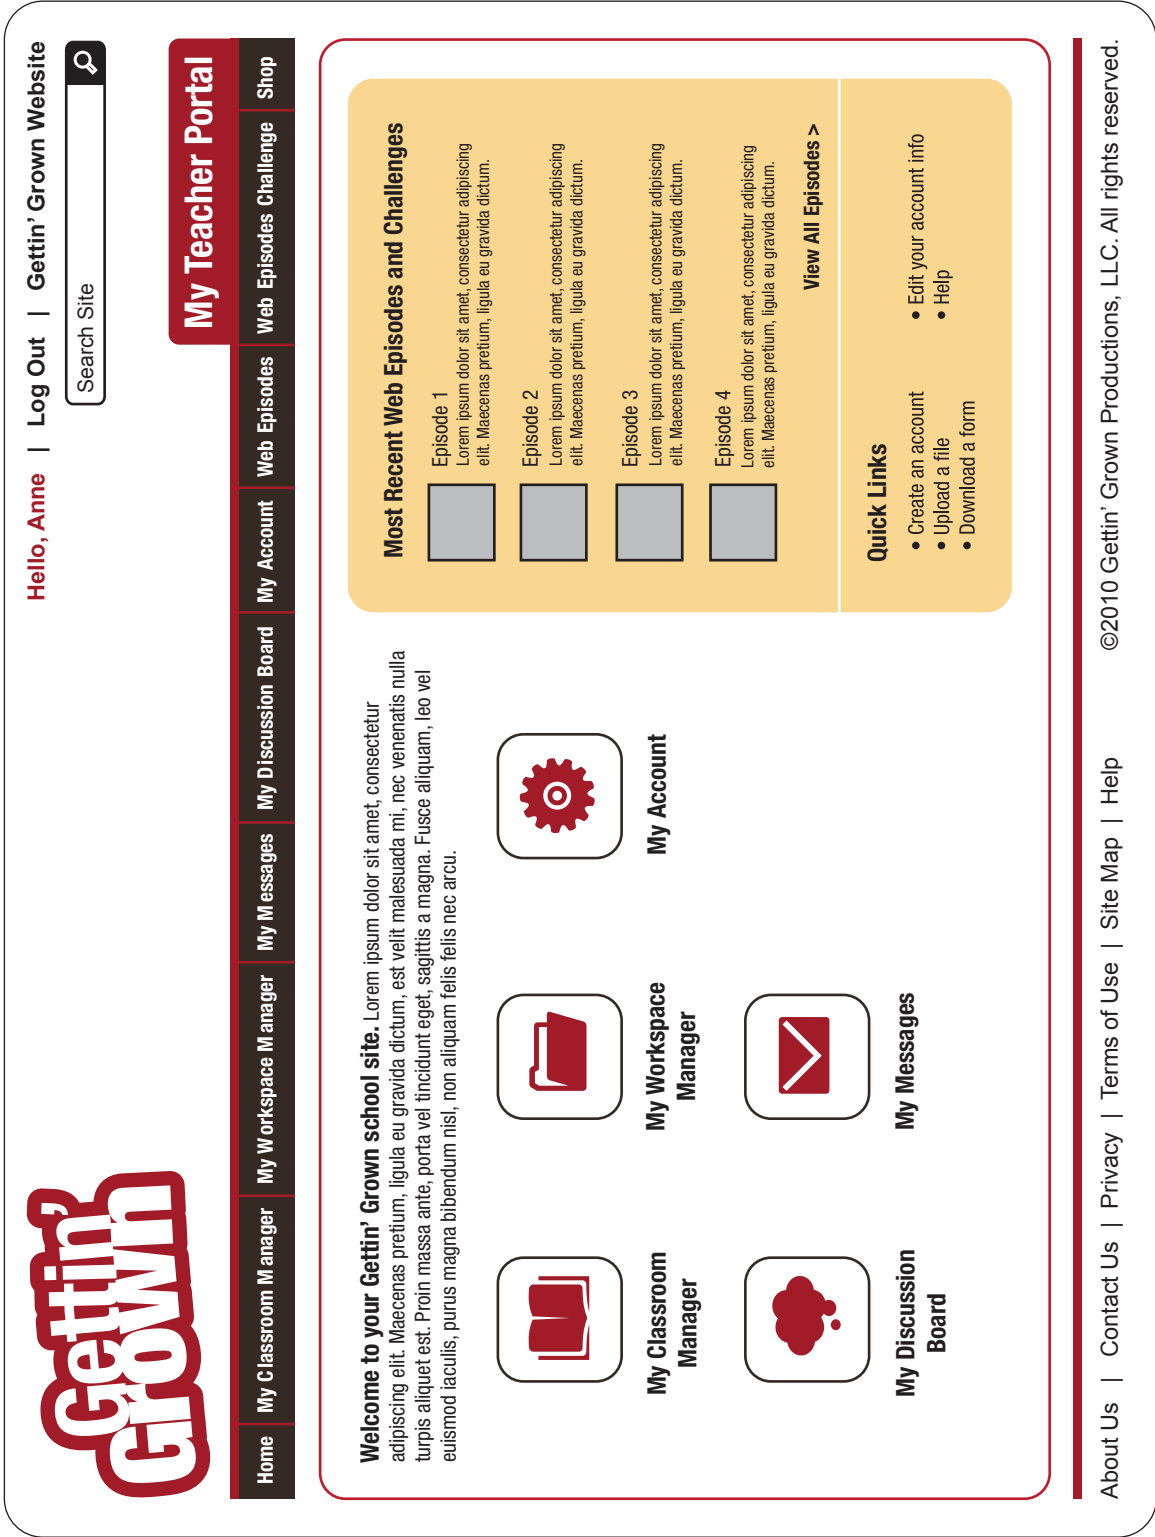 Gettin’
Grown
Hello, Anne | Log Out | Gettin’ Grown Website
Search Site
My Teacher Portal
Home
My Classroom Manager
My Workspace Manager
My Messages
My Discussion Board
My Account
Web Episodes
Web Episodes Challenge
Shop
Welcome to your Gettin’ Grown school site. Lorem ipsum dolor sit amet, consectetur
adipiscing elit. Maecenas pretium, ligula eu gravida dictum, est velit malesuada mi, nec venenatis nulla
turpis aliquet est. Proin massa ante, porta vel tincidunt eget, sagittis a magna. Fusce aliquam, leo vel
euismod iaculis, purus magna bibendum nisl, non aliquam felis felis nec arcu.
My Classroom
Manager
My Workspace
Manager
My Account
My Discussion
Board
My Messages
Most Recent Web Episodes and Challenges
Episode 1
Lorem ipsum dolor sit amet, consectetur adipiscing
elit. Maecenas pretium, ligula eu gravida dictum.
Episode 2
Lorem ipsum dolor sit amet, consectetur adipiscing
elit. Maecenas pretium, ligula eu gravida dictum.
Episode 3
Lorem ipsum dolor sit amet, consectetur adipiscing
elit. Maecenas pretium, ligula eu gravida dictum.
Episode 4
Lorem ipsum dolor sit amet, consectetur adipiscing
elit. Maecenas pretium, ligula eu gravida dictum.
View All Episodes >
Quick Links
• Create an account
• Upload a file
• Download a form
• Edit your account info
• Help
About Us | Contact Us | Privacy | Terms of Use | Site Map | Help
©2010 Gettin’ Grown Productions, LLC. All rights reserved.